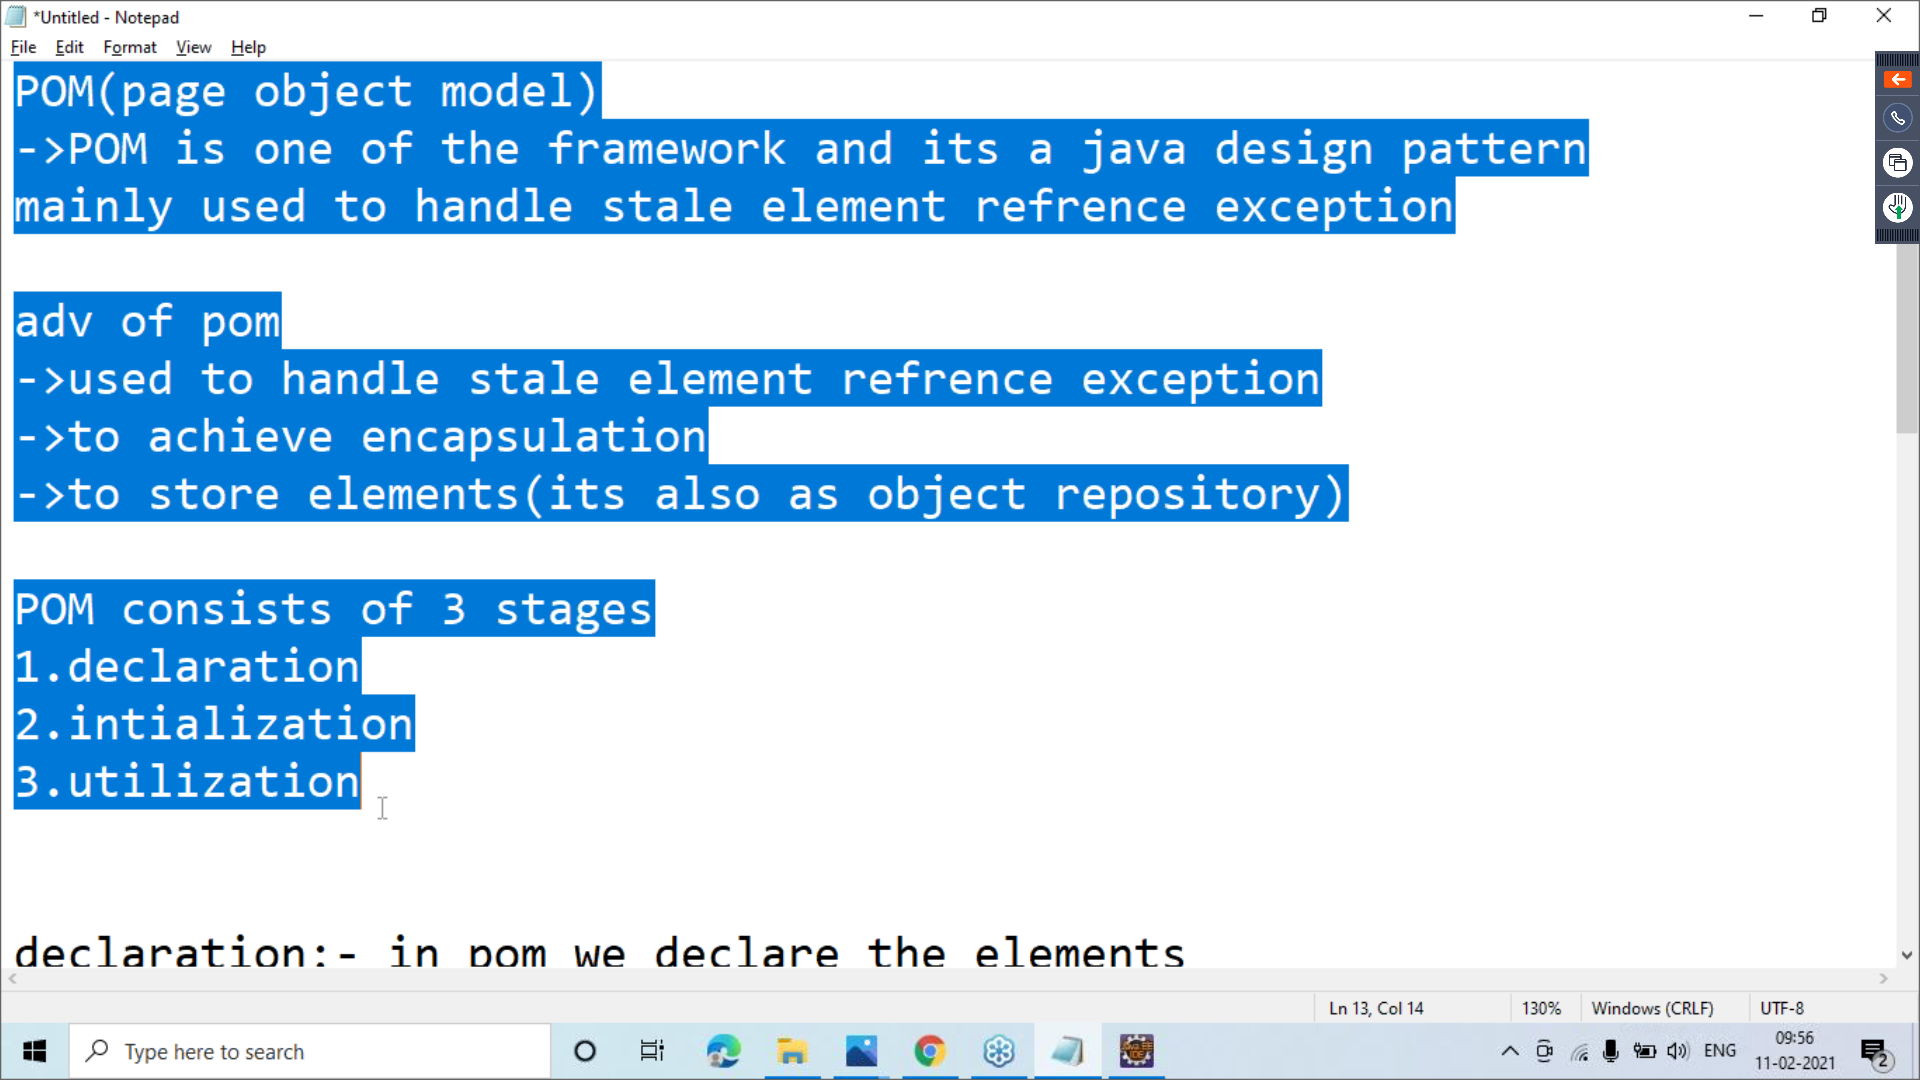 *Untitled - Notepad
File Edit Format View Help
POM(page object model)
->POM is one of the framework and its a java design pattern
mainly used to handle stale element refrence exception
adv of pom
->used to handle stale element refrence exception
->to achieve encapsulation
->to store elements(its also as object repository)
POM consists of 3 stages
1.declaration
2.intialization
3.utilization
declaration:- in pom we declare the elements
Ln 13, Col 14 130% Windows (CRLF) UTF-8
Type here to search
ENG
09:56
11-02-2021
2